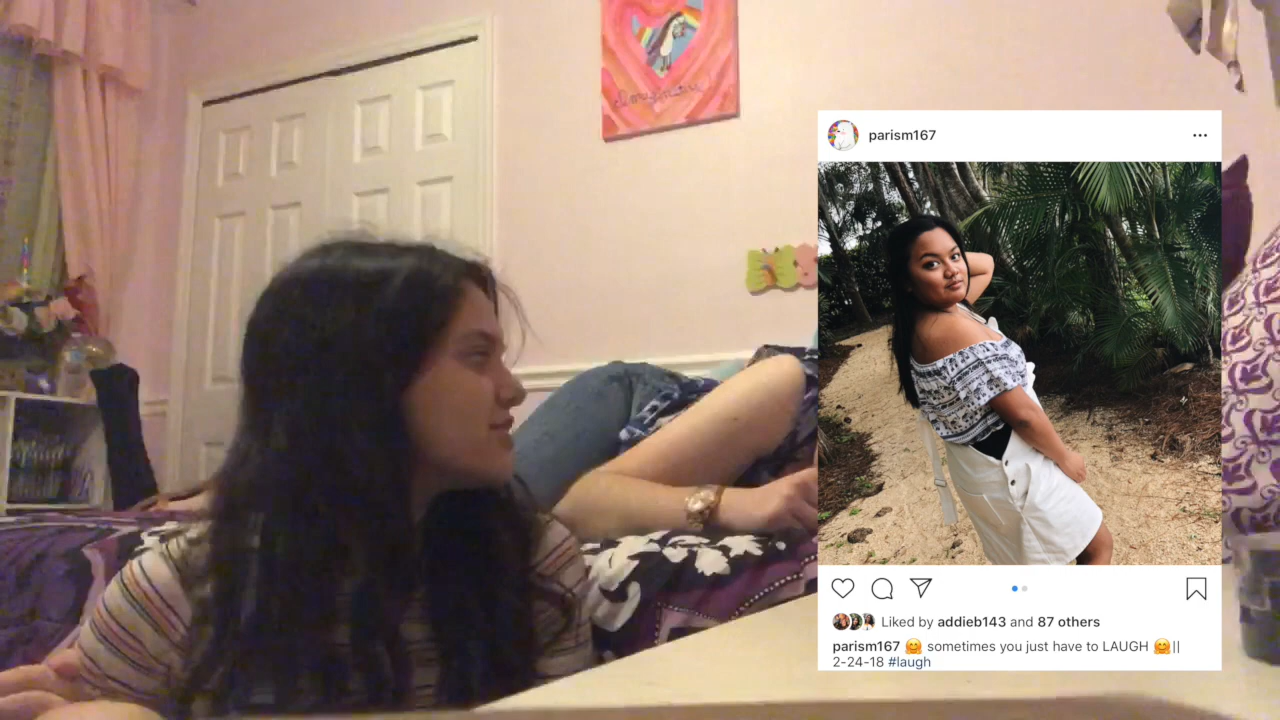 parism167
Liked by addieb143 and 87 others
parism167 🤗 sometimes you just have to LAUGH 🤗||
2-24-18 #laugh